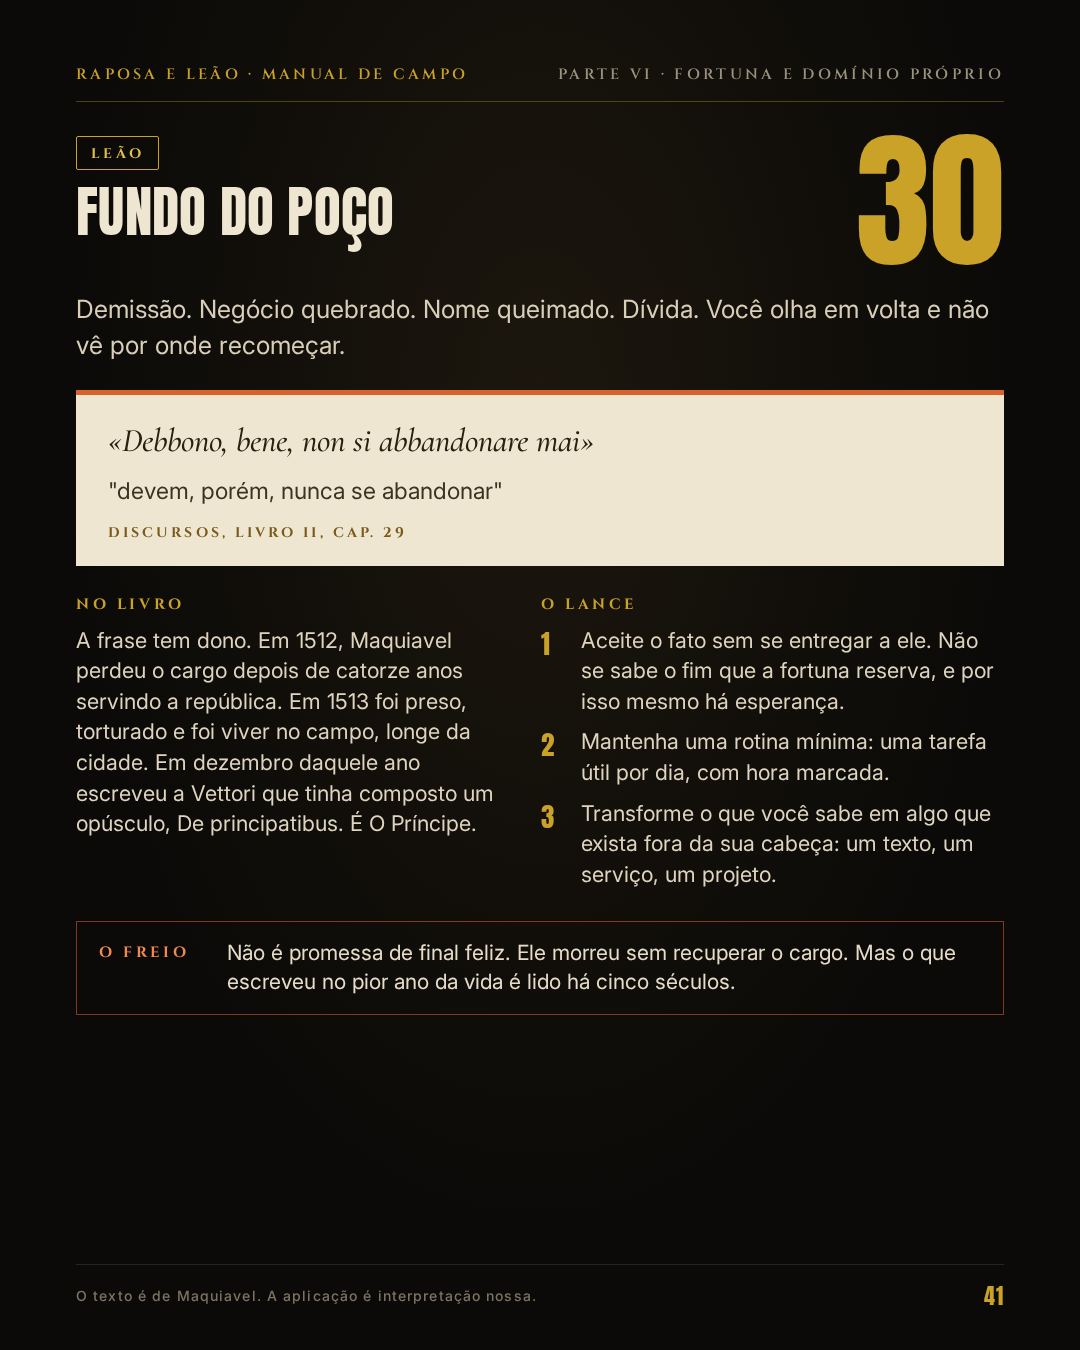 RAPOSA E LEÃO · MANUAL DE CAMPO
PARTE VI · FORTUNA E DOMÍNIO PRÓPRIO
LEÃO
FUNDO DO POÇO
30
Demissão. Negócio quebrado. Nome queimado. Dívida. Você olha em volta e não
vê por onde recomeçar.
«Debbono, bene, non si abbandonare mai»
"devem, porém, nunca se abandonar"
DISCURSOS, LIVRO II, CAP. 29
NO LIVRO
A frase tem dono. Em 1512, Maquiavel
perdeu o cargo depois de catorze anos
servindo a república. Em 1513 foi preso,
torturado e foi viver no campo, longe da
cidade. Em dezembro daquele ano
escreveu a Vettori que tinha composto um
opúsculo, De principatibus. É O Príncipe.
O LANCE
1 Aceite o fato sem se entregar a ele. Não
se sabe o fim que a fortuna reserva, e por
isso mesmo há esperança.
2 Mantenha uma rotina mínima: uma tarefa
útil por dia, com hora marcada.
3 Transforme o que você sabe em algo que
exista fora da sua cabeça: um texto, um
serviço, um projeto.
O FREIO
Não é promessa de final feliz. Ele morreu sem recuperar o cargo. Mas o que
escreveu no pior ano da vida é lido há cinco séculos.
O texto é de Maquiavel. A aplicação é interpretação nossa.
41